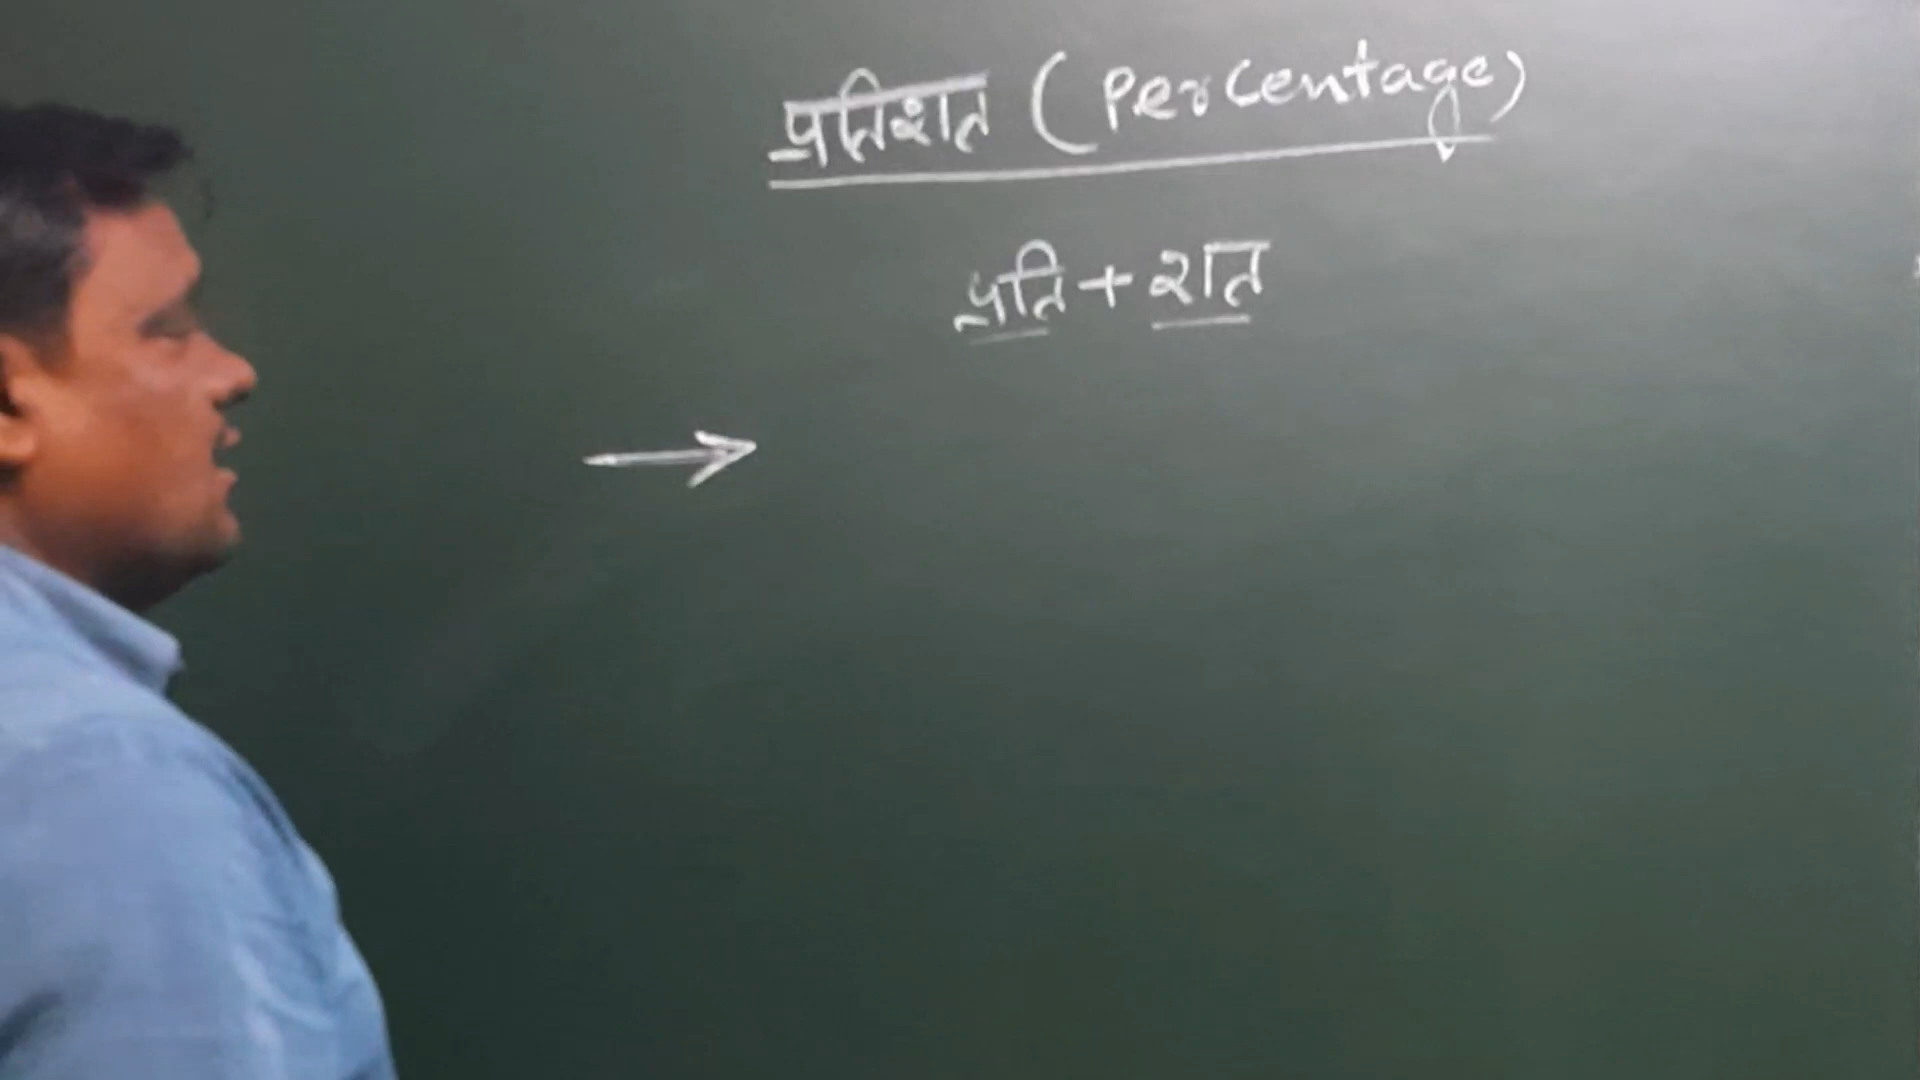 प्रतिशत (Percentage)
प्रति + शत
→